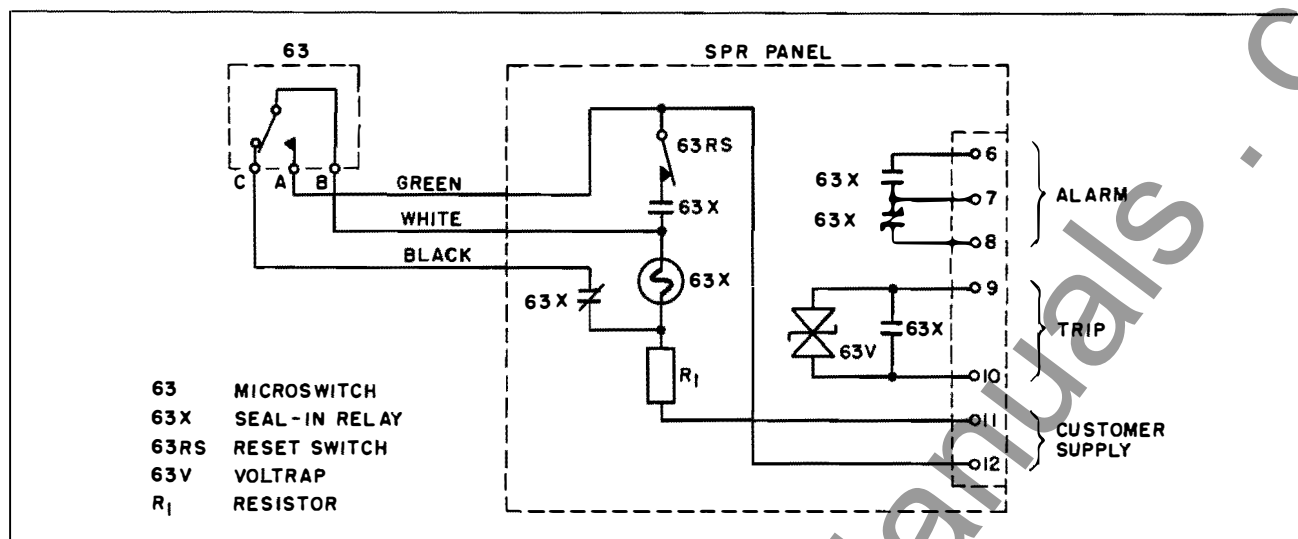 63
SPR PANEL
C A B
GREEN
WHITE
BLACK
63RS
63X
63X
63X
R1
63X
63X
6
7
8
ALARM
9
63V
63X
10
TRIP
11
12
CUSTOMER
SUPPLY
63 MICROSWITCH
63X SEAL-IN RELAY
63RS RESET SWITCH
63V VOLTRAP
R1 RESISTOR
anuals . c